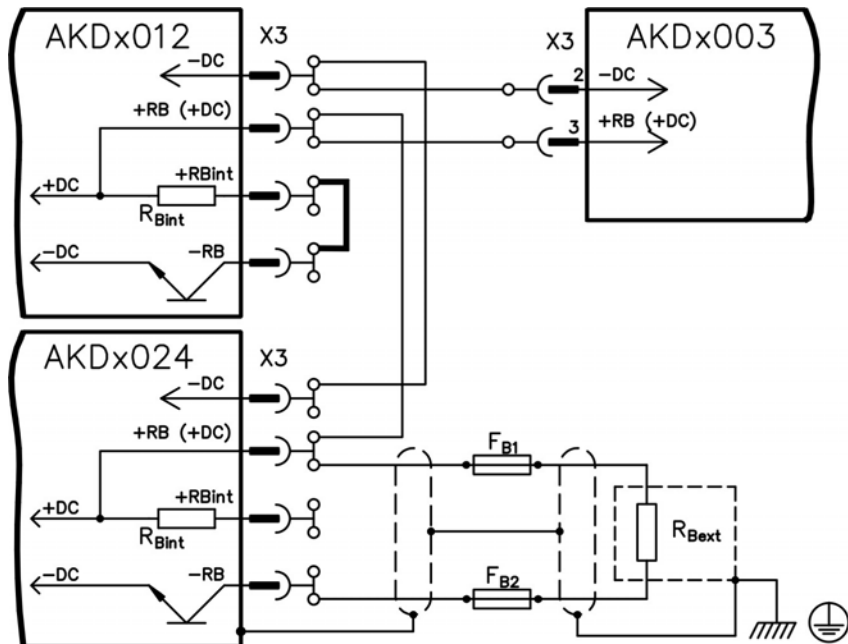 AKDx012
X3
-DC
+RB (+DC)
+DC
+RBint
RBint
-DC
-RB
X3
AKDx003
2
-DC
3
+RB (+DC)
AKDx024
X3
-DC
+RB (+DC)
+DC
+RBint
RBint
-DC
-RB
FB1
RBext
FB2